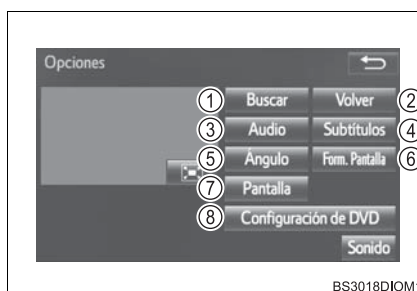 Opciones
1 Buscar Volver 2
3 Audio Subtítulos 4
5 Ángulo Form. Pantalla 6
7 Pantalla
8 Configuración de DVD
Sonido
BS3018DIOM